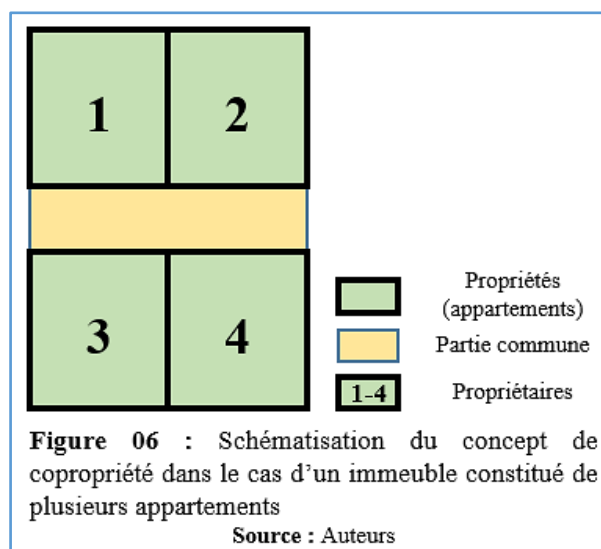 1 2
3 4
Propriétés
(appartements)
Partie commune
1-4 Propriétaires
Figure 06 : Schématisation du concept de
copropriété dans le cas d’un immeuble constitué de
plusieurs appartements
Source : Auteurs